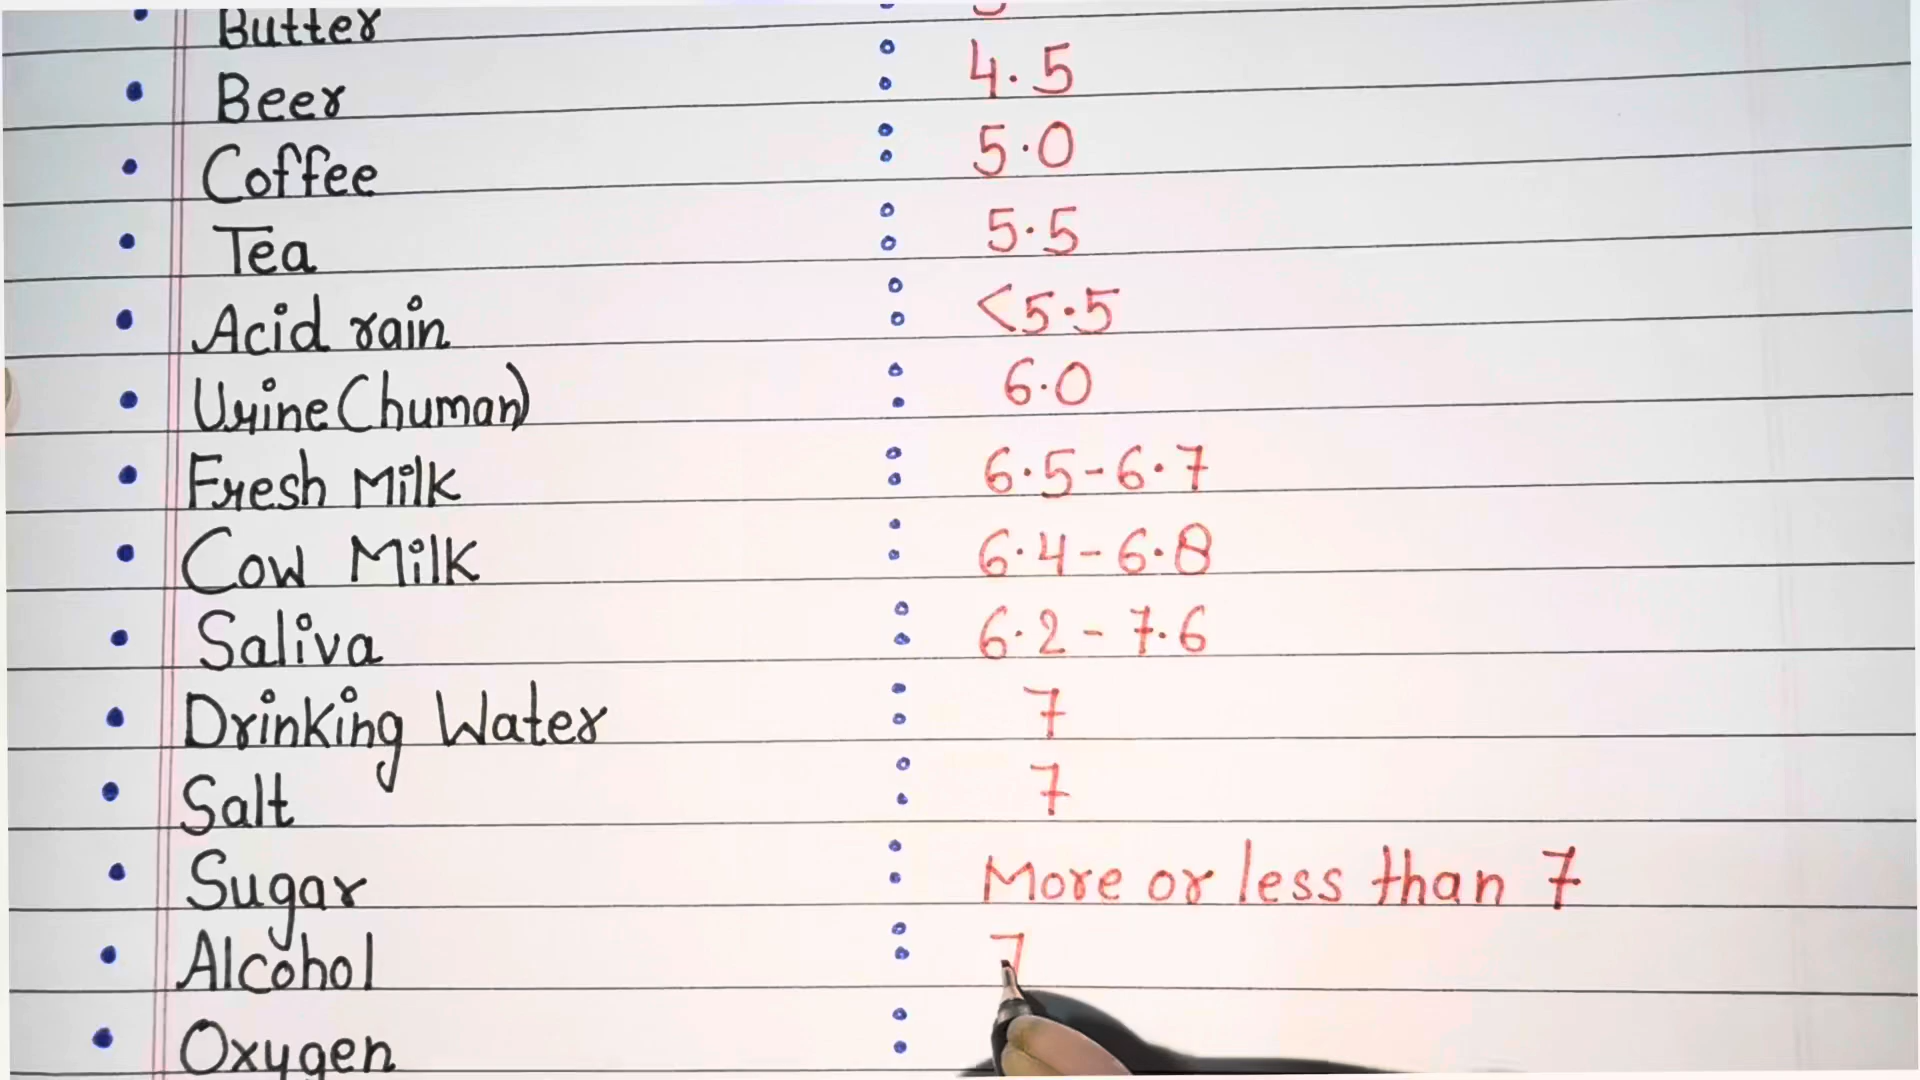 Butter
Beer : 4.5
Coffee : 5.0
Tea : 5.5
Acid rain : <5.5
Urine (human) : 6.0
Fresh Milk : 6.5-6.7
Cow Milk : 6.4-6.8
Saliva : 6.2-7.6
Drinking Water : 7
Salt : 7
Sugar : More or less than 7
Alcohol : 7
Oxygen :